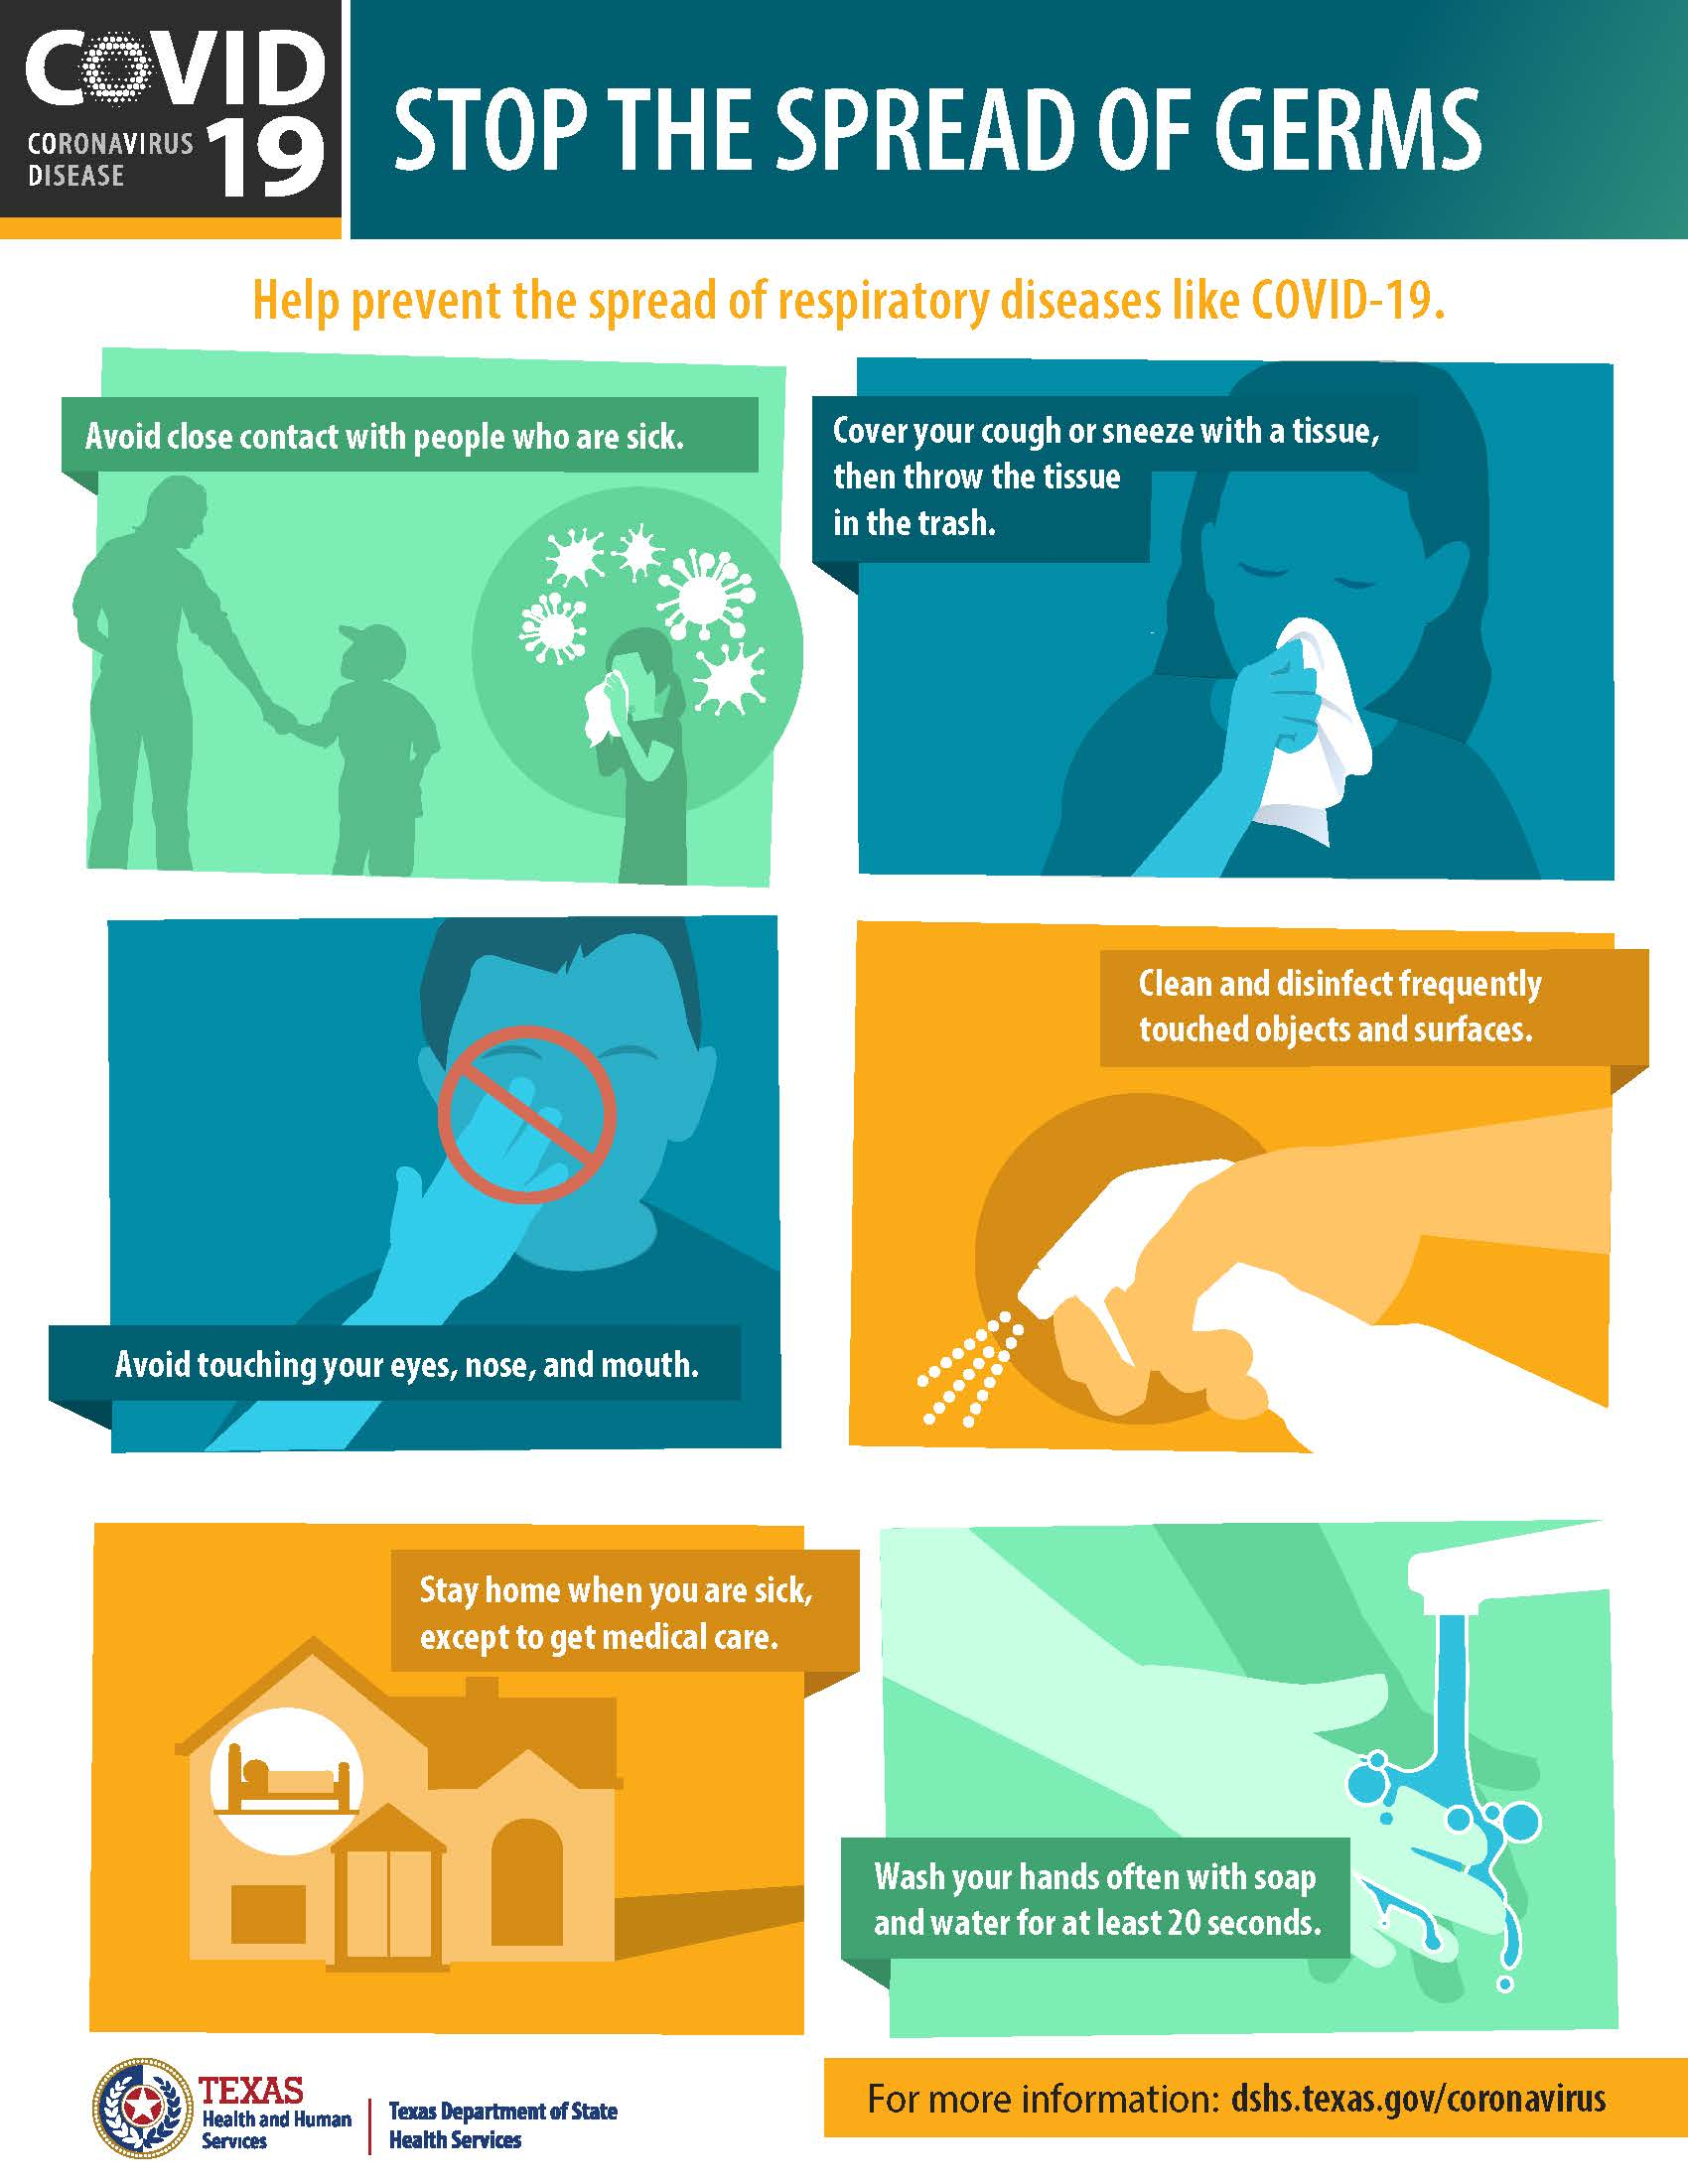 COVID
CORONAVIRUS
DISEASE
19
STOP THE SPREAD OF GERMS
Help prevent the spread of respiratory diseases like COVID-19.
Avoid close contact with people who are sick.
Cover your cough or sneeze with a tissue,
then throw the tissue
in the trash.
Avoid touching your eyes, nose, and mouth.
Clean and disinfect frequently
touched objects and surfaces.
Stay home when you are sick,
except to get medical care.
Wash your hands often with soap
and water for at least 20 seconds.
TEXAS
Health and Human
Services
Texas Department of State
Health Services
For more information: dshs.texas.gov/coronavirus